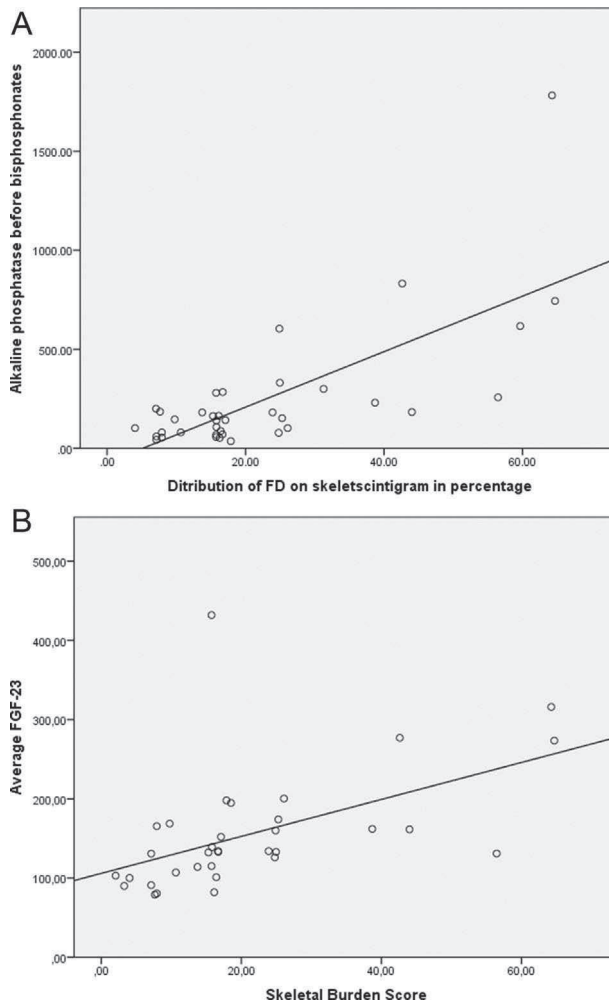 A
Alkaline phosphatase before bisphosphonates
2000.00
1500.00
1000.00
500.00
.00
.00 20.00 40.00 60.00
Ditribution of FD on skeletscintigram in percentage
B
Average FGF-23
500,00
400,00
300,00
200,00
100,00
,00
,00 20,00 40,00 60,00
Skeletal Burden Score